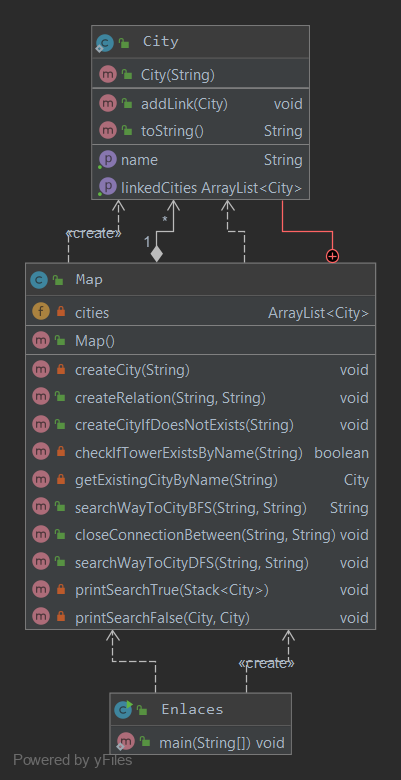 City
City(String)
addLink(City) void
toString() String
name String
linkedCities ArrayList<City>
«create»
*
1
Map
cities ArrayList<City>
Map()
createCity(String) void
createRelation(String, String) void
createCityIfDoesNotExists(String) void
checkIfTowerExistsByName(String) boolean
getExistingCityByName(String) City
searchWayToCityBFS(String, String) String
closeConnectionBetween(String, String) void
searchWayToCityDFS(String, String) void
printSearchTrue(Stack<City>) void
printSearchFalse(City, City) void
«create»
Enlaces
main(String[]) void
Powered by yFiles